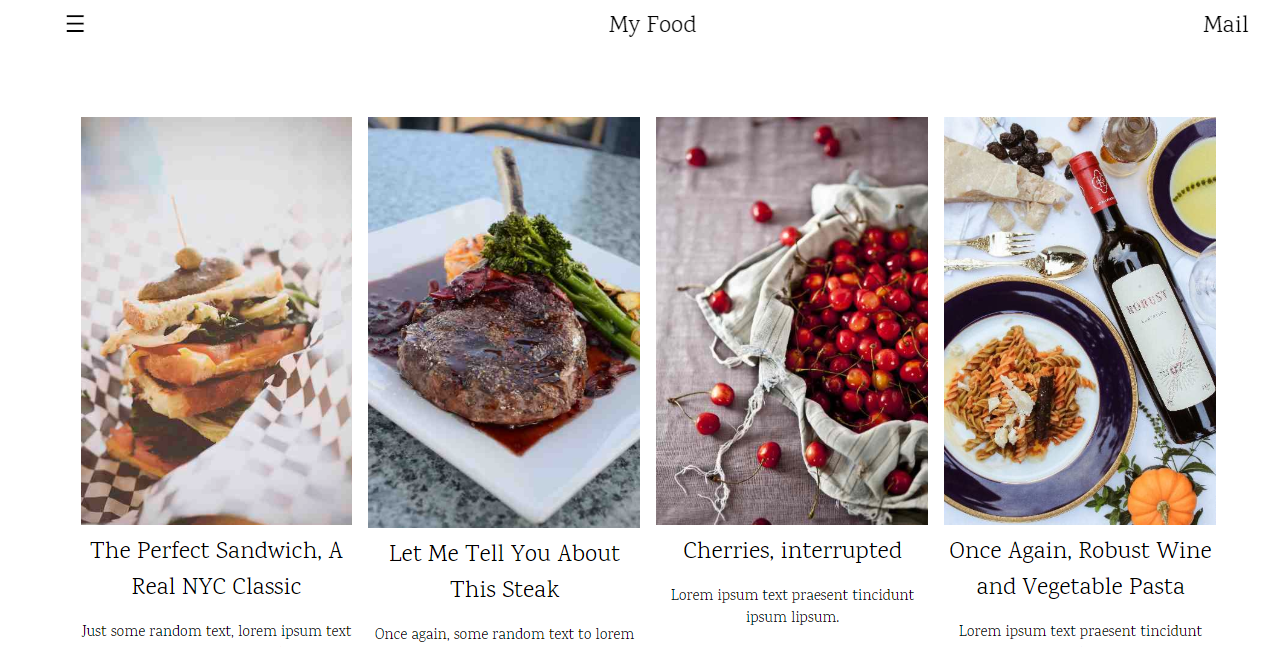 ☰ My Food Mail
ROBUST
The Perfect Sandwich, A
Real NYC Classic
Just some random text, lorem ipsum text
Let Me Tell You About
This Steak
Once again, some random text to lorem
Cherries, interrupted
Lorem ipsum text praesent tincidunt
ipsum lipsum.
Once Again, Robust Wine
and Vegetable Pasta
Lorem ipsum text praesent tincidunt